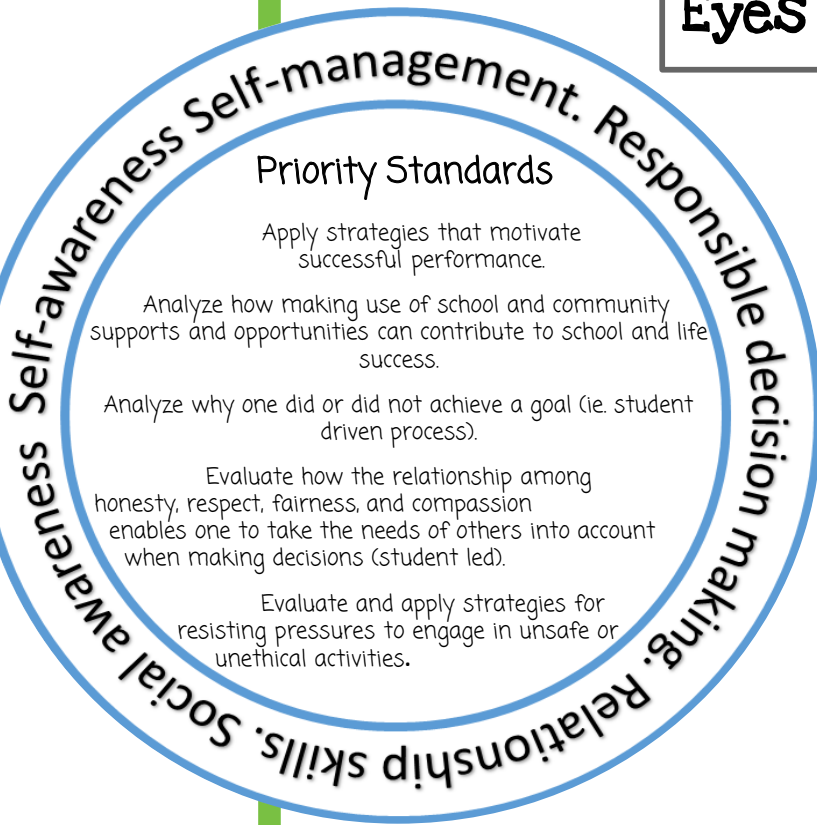 Eyes
Self-awareness Self-management. Responsible decision making. Relationship skills. Social awareness
Priority Standards
Apply strategies that motivate
successful performance.
Analyze how making use of school and community
supports and opportunities can contribute to school and life
success.
Analyze why one did or did not achieve a goal (ie. student
driven process).
Evaluate how the relationship among
honesty, respect, fairness, and compassion
enables one to take the needs of others into account
when making decisions (student led).
Evaluate and apply strategies for
resisting pressures to engage in unsafe or
unethical activities.